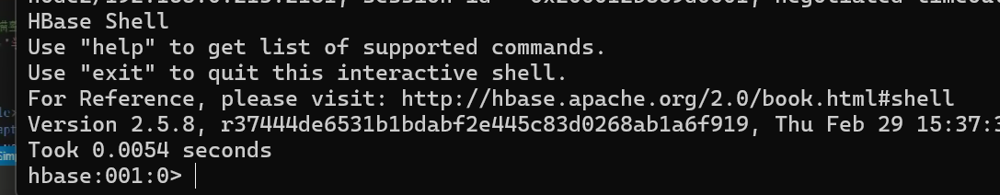 HBase Shell
Use "help" to get list of supported commands.
Use "exit" to quit this interactive shell.
For Reference, please visit: http://hbase.apache.org/2.0/book.html#shell
Version 2.5.8, r37444de6531b1bdabf2e445c83d0268ab1a6f919, Thu Feb 29 15:37:3
Took 0.0054 seconds
hbase:001:0>